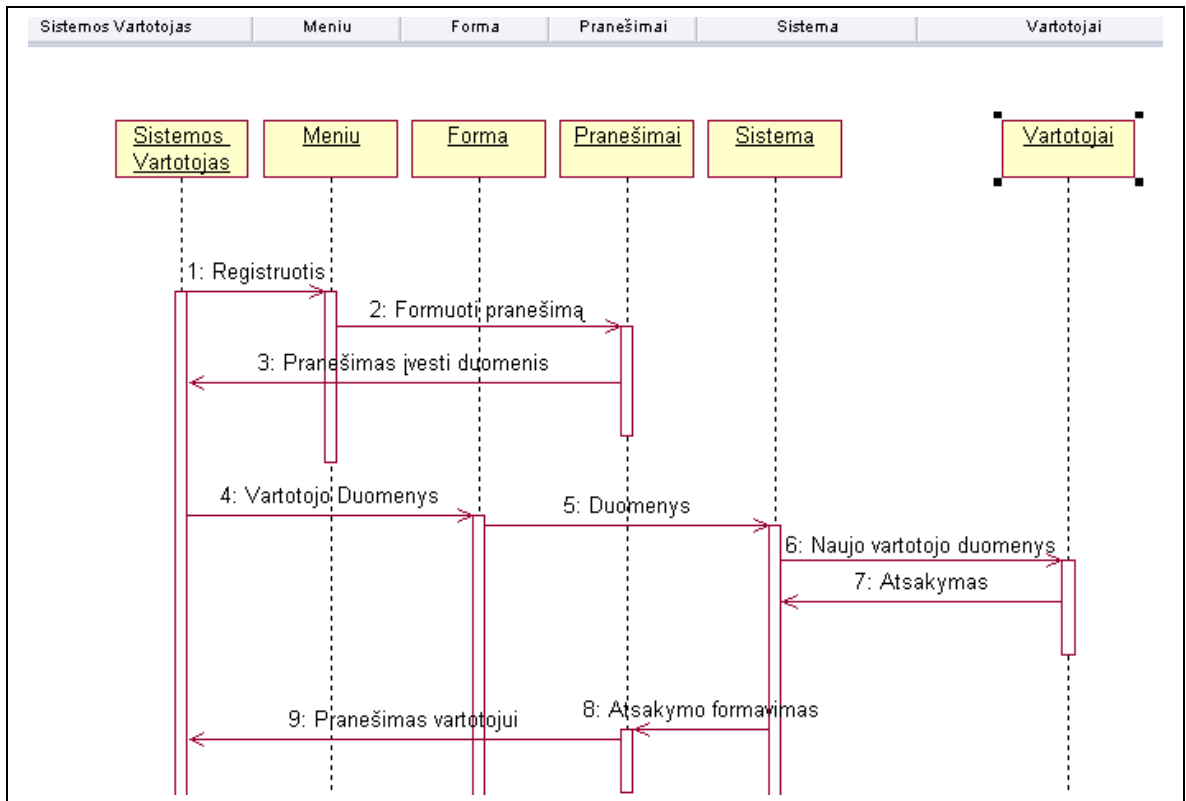 Sistemos Vartotojas Meniu Forma Pranešimai Sistema Vartotojai
Sistemos Vartotojas
Meniu
Forma
Pranešimai
Sistema
Vartotojai
1: Registruotis
2: Formuoti pranešimą
3: Pranešimas įvesti duomenis
4: Vartotojo Duomenys
5: Duomenys
6: Naujo vartotojo duomenys
7: Atsakymas
8: Atsakymo formavimas
9: Pranešimas vartotojui